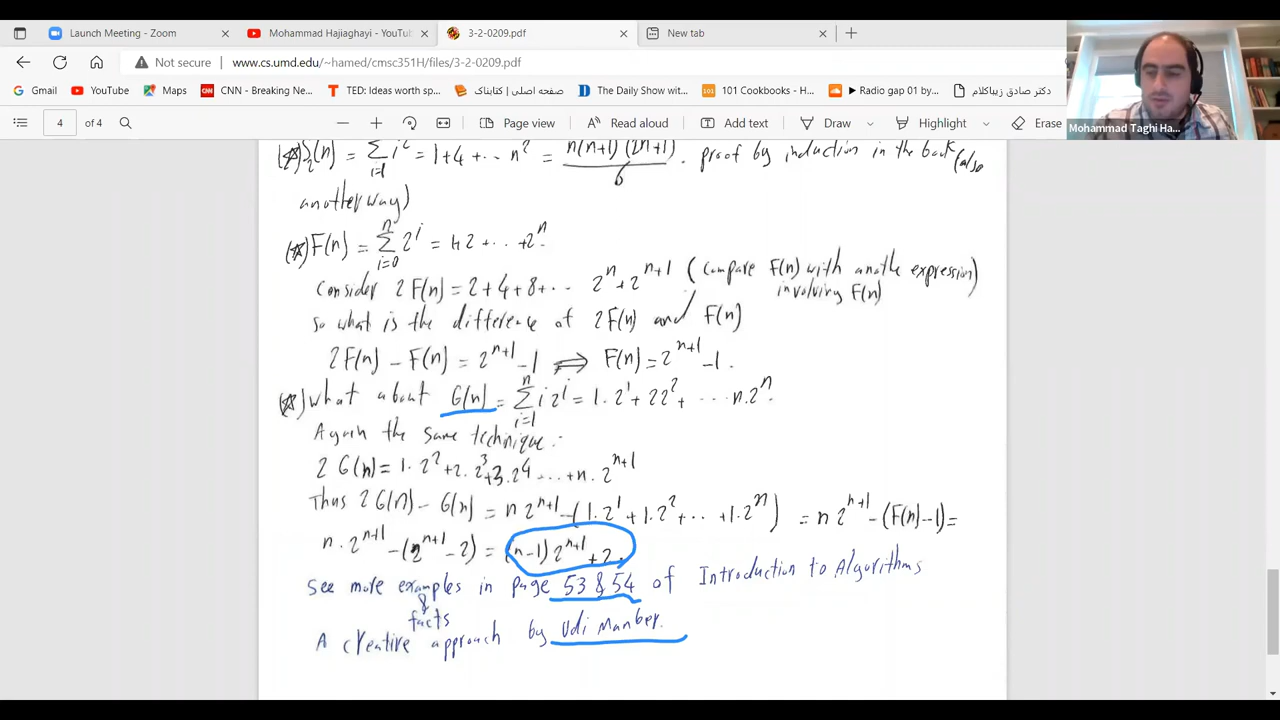 Launch Meeting - Zoom
Mohammad Hajiaghayi - YouTu
3-2-0209.pdf
New tab
Not secure
www.cs.umd.edu/~hamed/cmsc351H/files/3-2-0209.pdf
Gmail
YouTube
Maps
CNN - Breaking Ne...
TED: Ideas worth sp...
صفحه اصلی | کتابناک
The Daily Show wit...
101 Cookbooks - H...
Radio gap 01 by...
دکتر صادق زیباکلام
4 of 4
Page view
Read aloud
Add text
Draw
Highlight
Erase
Mohammad Taghi Ha...
(n) = ∑_{i=1} i² = 1+4+ ·· n² = n(n+1)(2n+1)/6 . proof by induction in the book (also
another way)
(*) F(n) = ∑_{i=0}^{n} 2^i = 1+2+ ·· +2^n.
Consider 2F(n) = 2+4+8+ ·· 2^n+2^{n+1} (compare F(n) with anothe expression
involving F(n))
so what is the difference of 2F(n) and F(n)
2F(n) - F(n) = 2^{n+1} -1 ⟹ F(n) = 2^{n+1} -1.
(*) What about G(n) = ∑_{i=1}^{n} i 2^i = 1·2^1 + 22^2 + ··· n·2^n.
Again the same technique:
2G(n) = 1·2^2 + 2·2^3 + 3·2^4 ··· + n·2^{n+1}
Thus 2G(n) - G(n) = n 2^{n+1} - (1·2^1 + 1·2^2 + ·· +1·2^n) = n 2^{n+1} - (F(n)-1) =
n·2^{n+1} - (2^{n+1} - 2) = (n-1) 2^{n+1} + 2.
See more examples in page 53 & 54 of Introduction to Algorithms
& facts
A creative approach by Udi Manber.